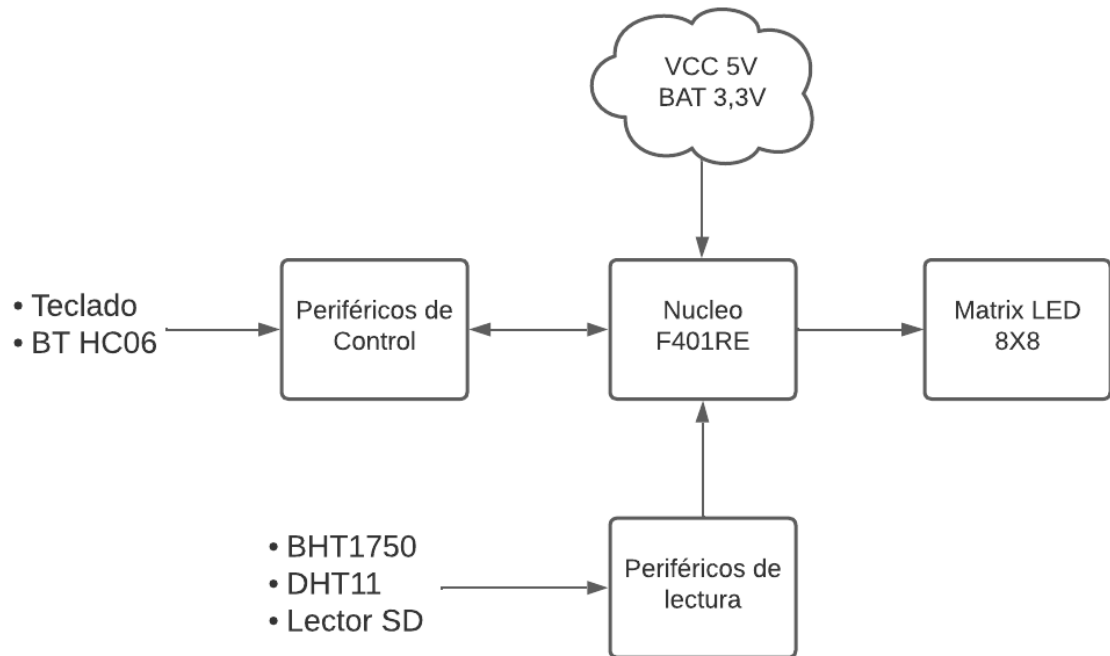 VCC 5V
BAT 3,3V
• Teclado
• BT HC06
Periféricos de
Control
Nucleo
F401RE
Matrix LED
8X8
• BHT1750
• DHT11
• Lector SD
Periféricos de
lectura